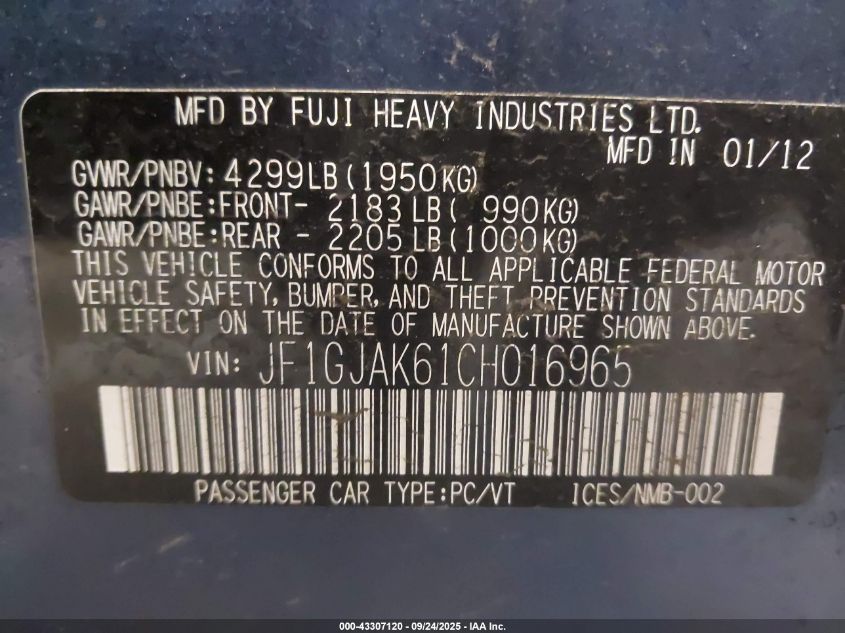 MFD BY FUJI HEAVY INDUSTRIES LTD.
MFD IN 01/12
GVWR/PNBV: 4299LB(1950KG)
GAWR/PNBE:FRONT- 2183LB( 990KG)
GAWR/PNBE:REAR - 2205LB(1000KG)
THIS VEHICLE CONFORMS TO ALL APPLICABLE FEDERAL MOTOR
VEHICLE SAFETY, BUMPER, AND THEFT PREVENTION STANDARDS
IN EFFECT ON THE DATE OF MANUFACTURE SHOWN ABOVE.
VIN: JF1GJAK61CH016965
PASSENGER CAR TYPE:PC/VT 1CES/NMB-002
000-43307120 - 09/24/2025 - IAA Inc.